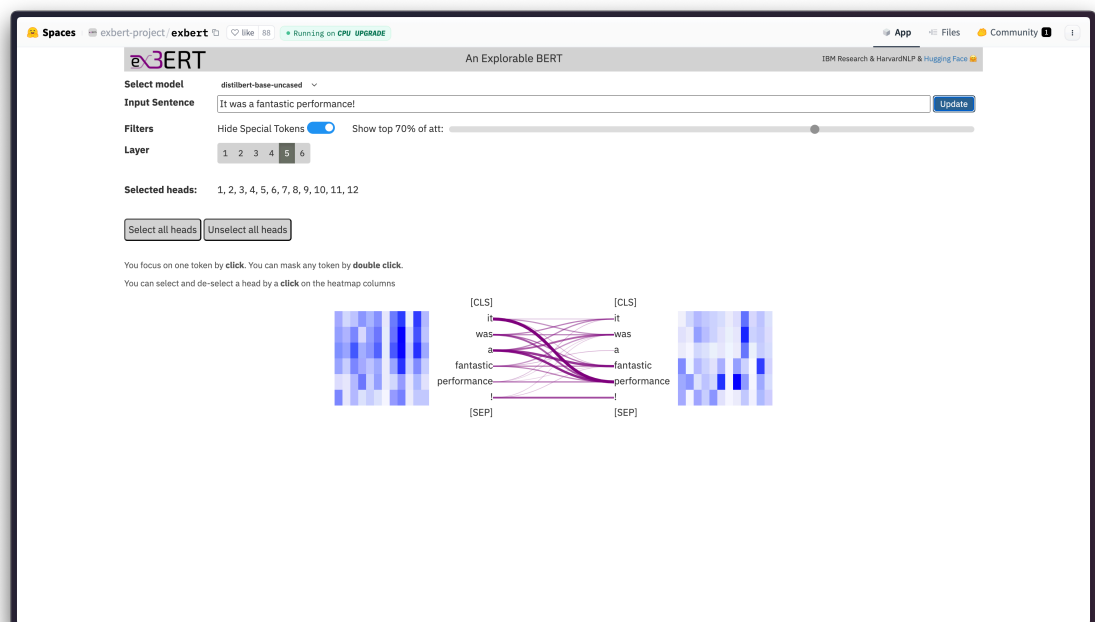 Spaces exbert-project/exbert like 88 Running on CPU UPGRADE App Files Community 1
exBERT An Explorable BERT IBM Research & HarvardNLP & Hugging Face
Select model distilbert-base-uncased
Input Sentence It was a fantastic performance! Update
Filters Hide Special Tokens Show top 70% of att:
Layer 1 2 3 4 5 6
Selected heads: 1, 2, 3, 4, 5, 6, 7, 8, 9, 10, 11, 12
Select all heads Unselect all heads
You focus on one token by click. You can mask any token by double click.
You can select and de-select a head by a click on the heatmap columns
[CLS] [CLS]
it it
was was
a a
fantastic fantastic
performance performance
! !
[SEP] [SEP]